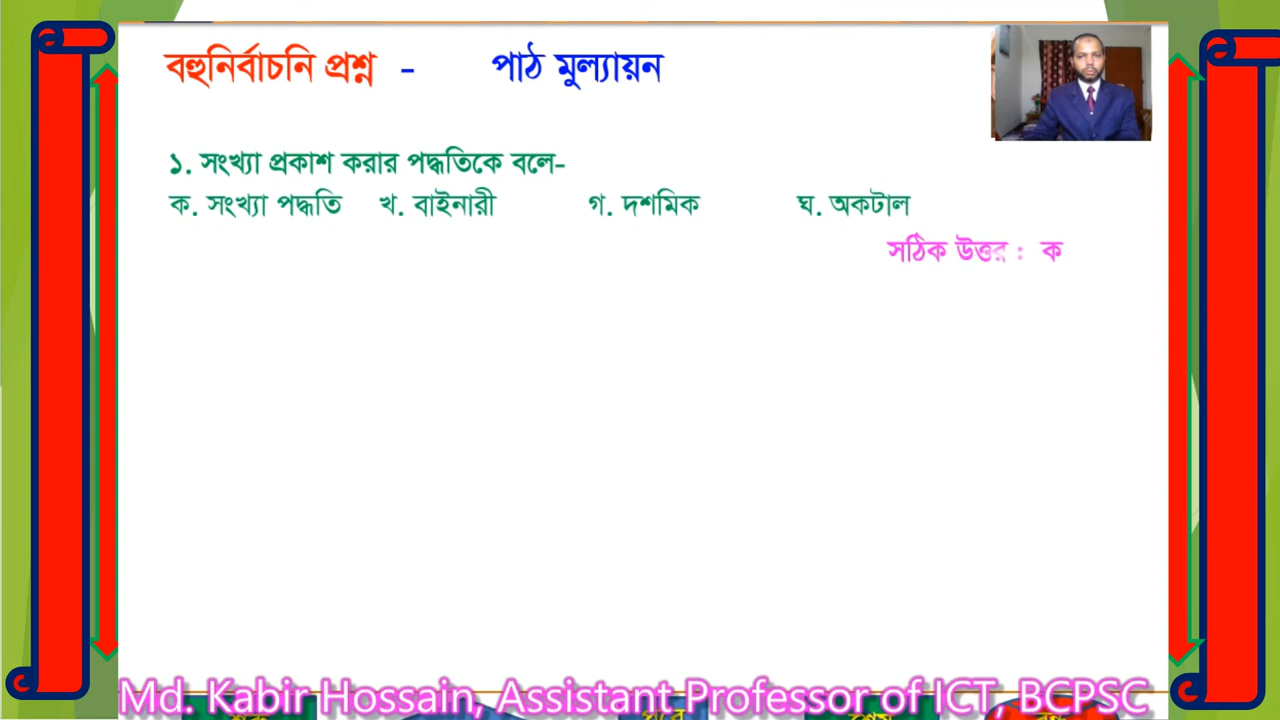 বহুনির্বাচনি প্রশ্ন - পাঠ মুল্যায়ন
১. সংখ্যা প্রকাশ করার পদ্ধতিকে বলে-
ক. সংখ্যা পদ্ধতি খ. বাইনারী গ. দশমিক ঘ. অকটাল
সঠিক উত্তর : ক
Md. Kabir Hossain, Assistant Professor of ICT, BCPSC